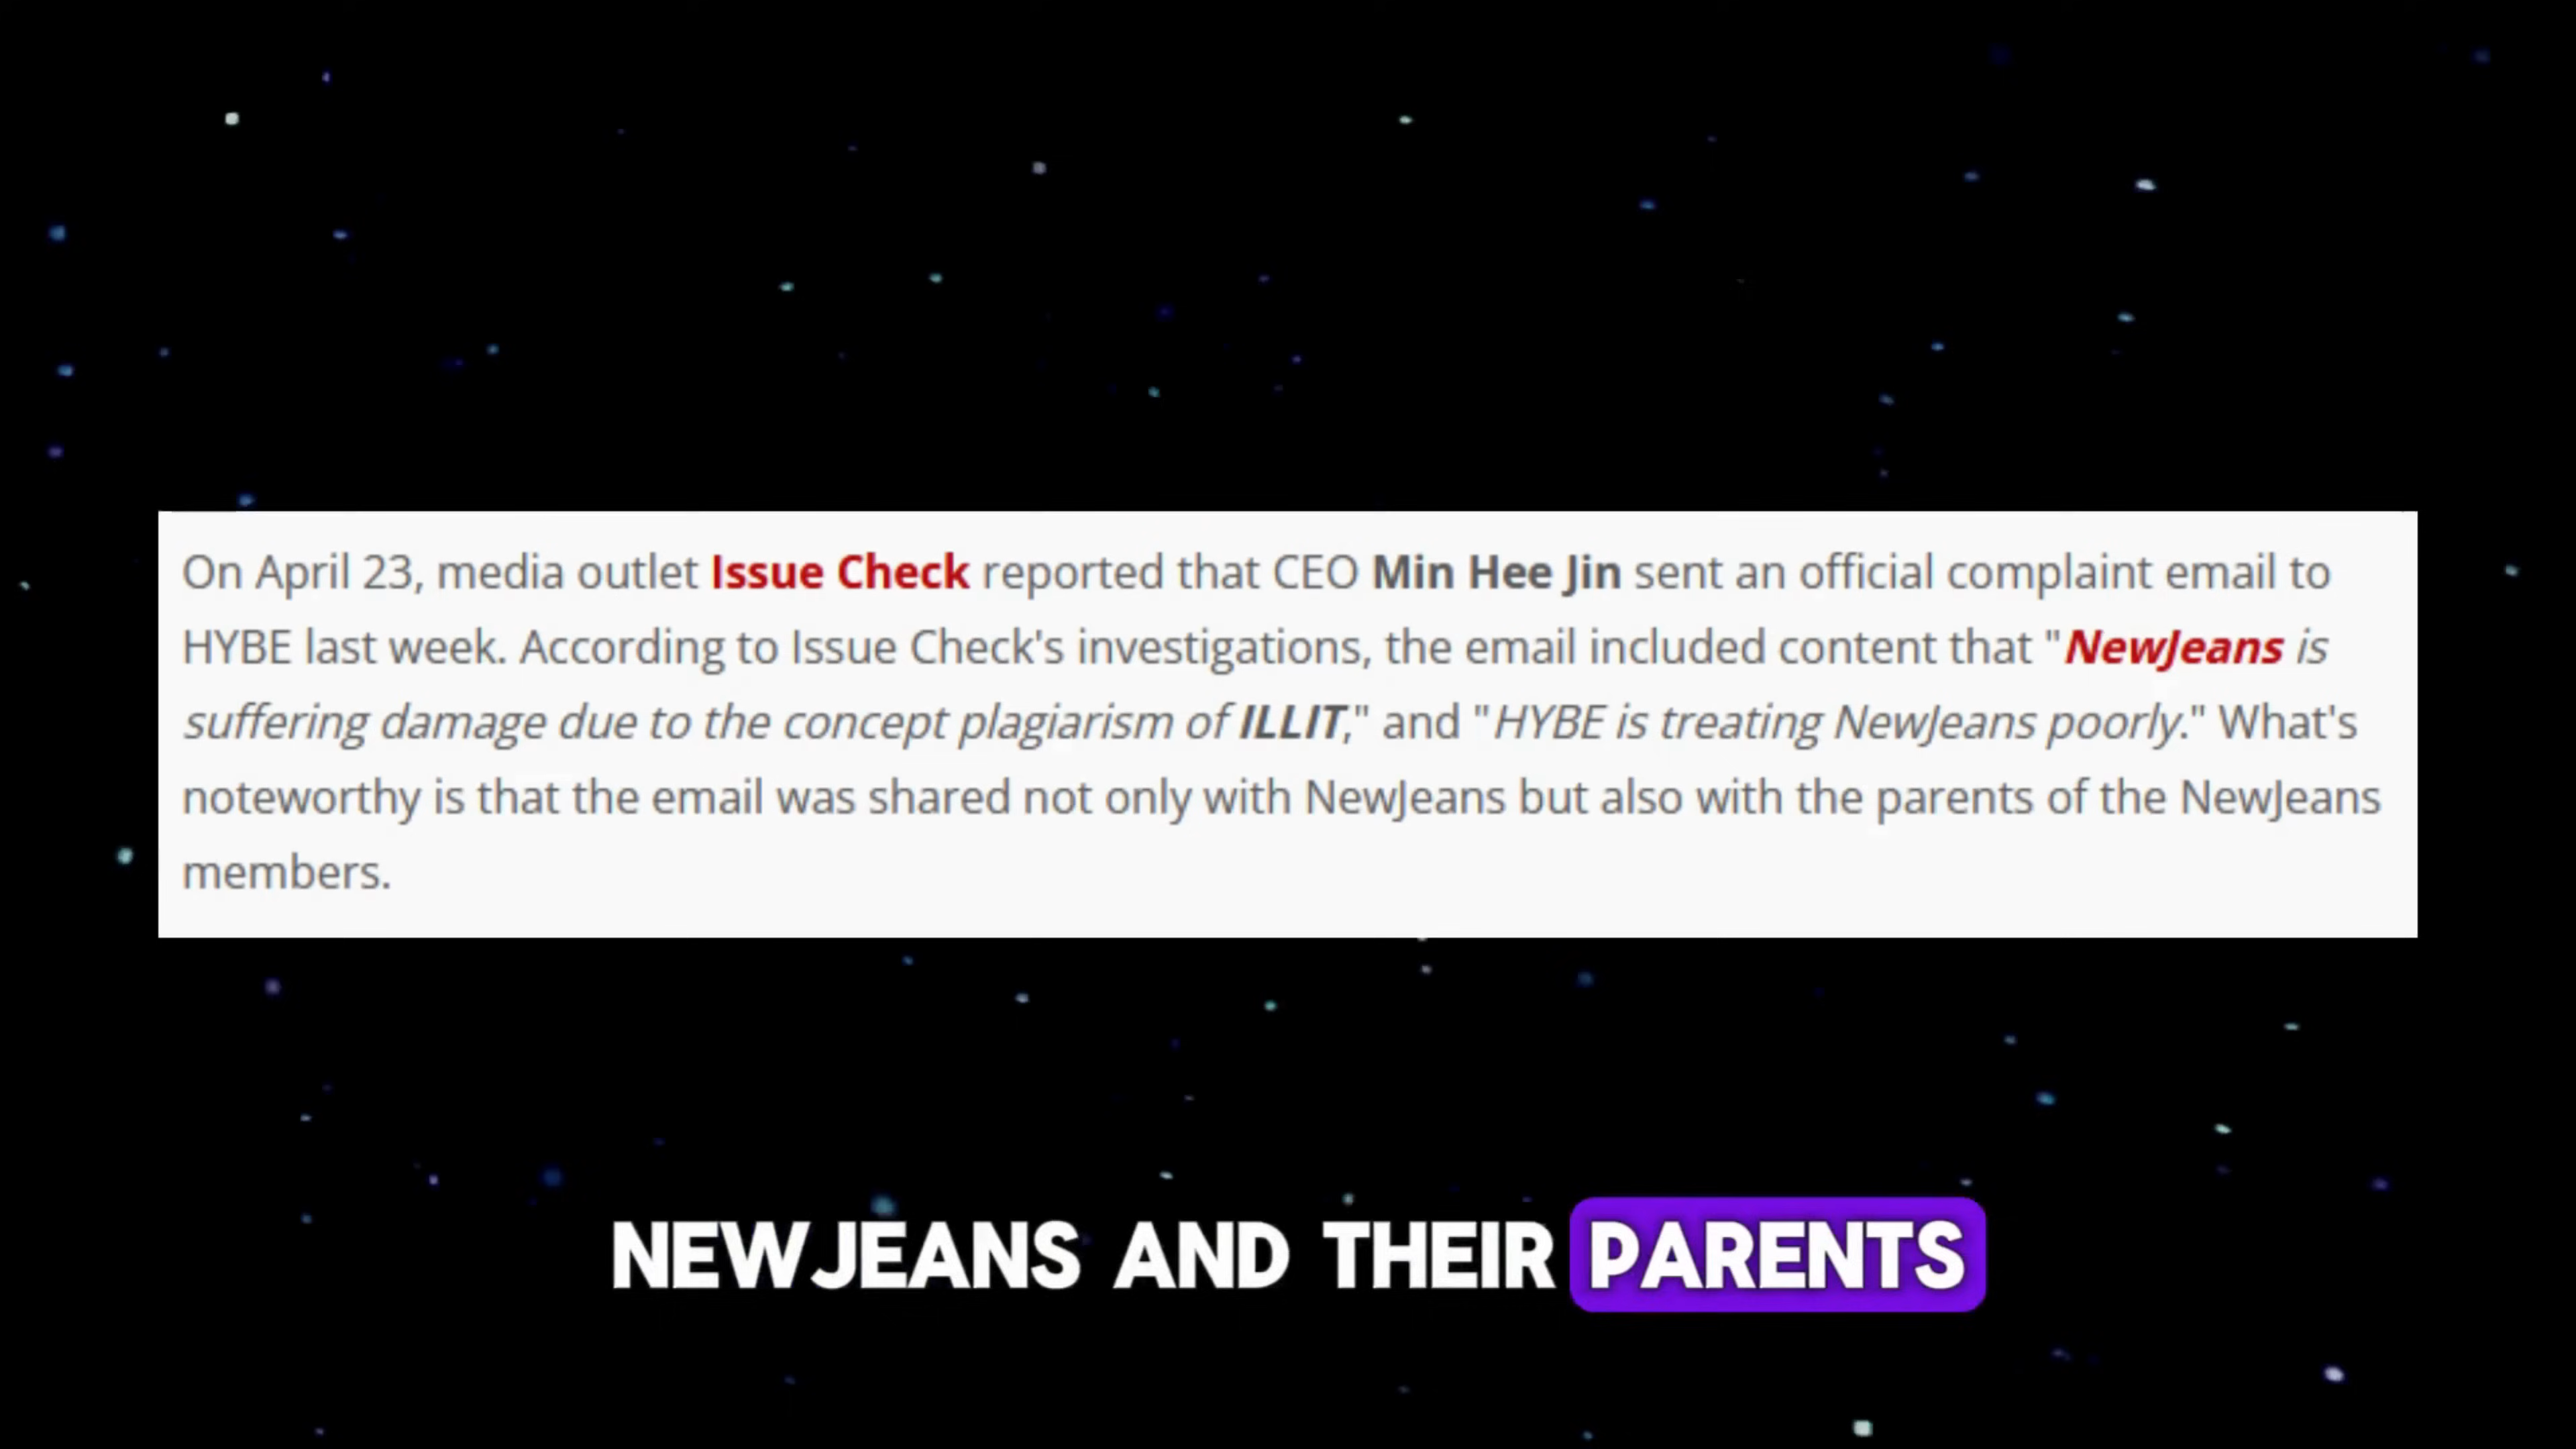 On April 23, media outlet Issue Check reported that CEO Min Hee Jin sent an official complaint email to
HYBE last week. According to Issue Check's investigations, the email included content that "NewJeans is
suffering damage due to the concept plagiarism of ILLIT," and "HYBE is treating NewJeans poorly." What's
noteworthy is that the email was shared not only with NewJeans but also with the parents of the NewJeans
members.
NEWJEANS AND THEIR PARENTS